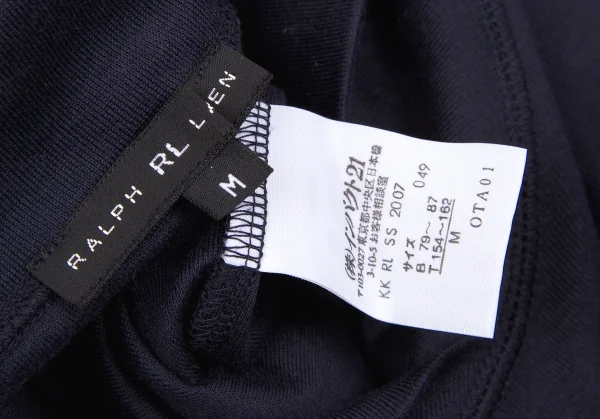 RALPH RL L EN
M
(株)インパクト21
〒103-0027 東京都中央区日本橋
3-10-5 お客様相談室
KK RL SS 2007 049
サイズ
B 79~ 87
T 154~162
M
OTA01